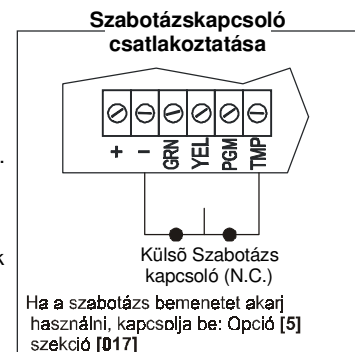 Szabotázskapcsoló
csatlakoztatása
+ – GRN YEL PGM TMP
Külsõ Szabotázs
kapcsoló (N.C.)
Ha a szabotázs bemenetet akarj
használni, kapcsolja be: Opció [5]
szekció [017]
.
k